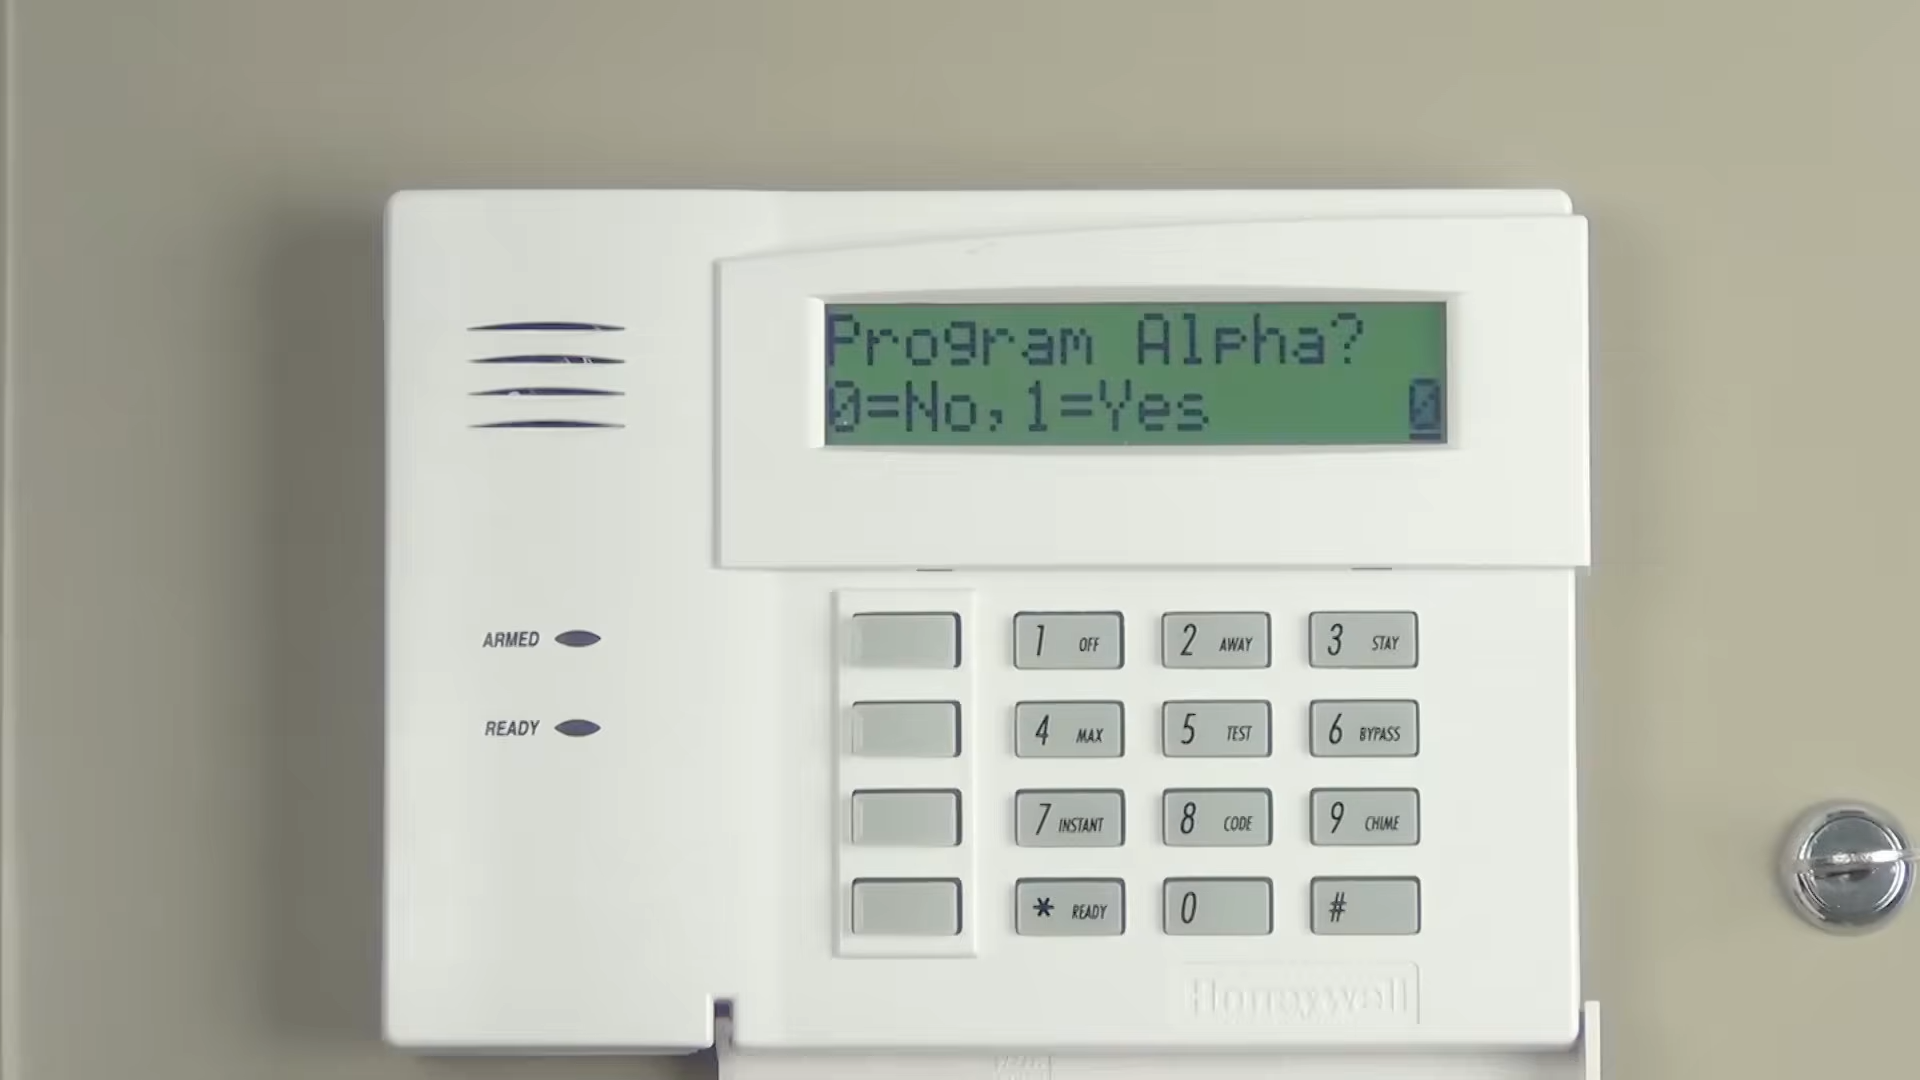 Program Alpha?
0=No,1=Yes 0
ARMED
READY
1 OFF
2 AWAY
3 STAY
4 MAX
5 TEST
6 BYPASS
7 INSTANT
8 CODE
9 CHIME
* READY
0
#
Honeywell